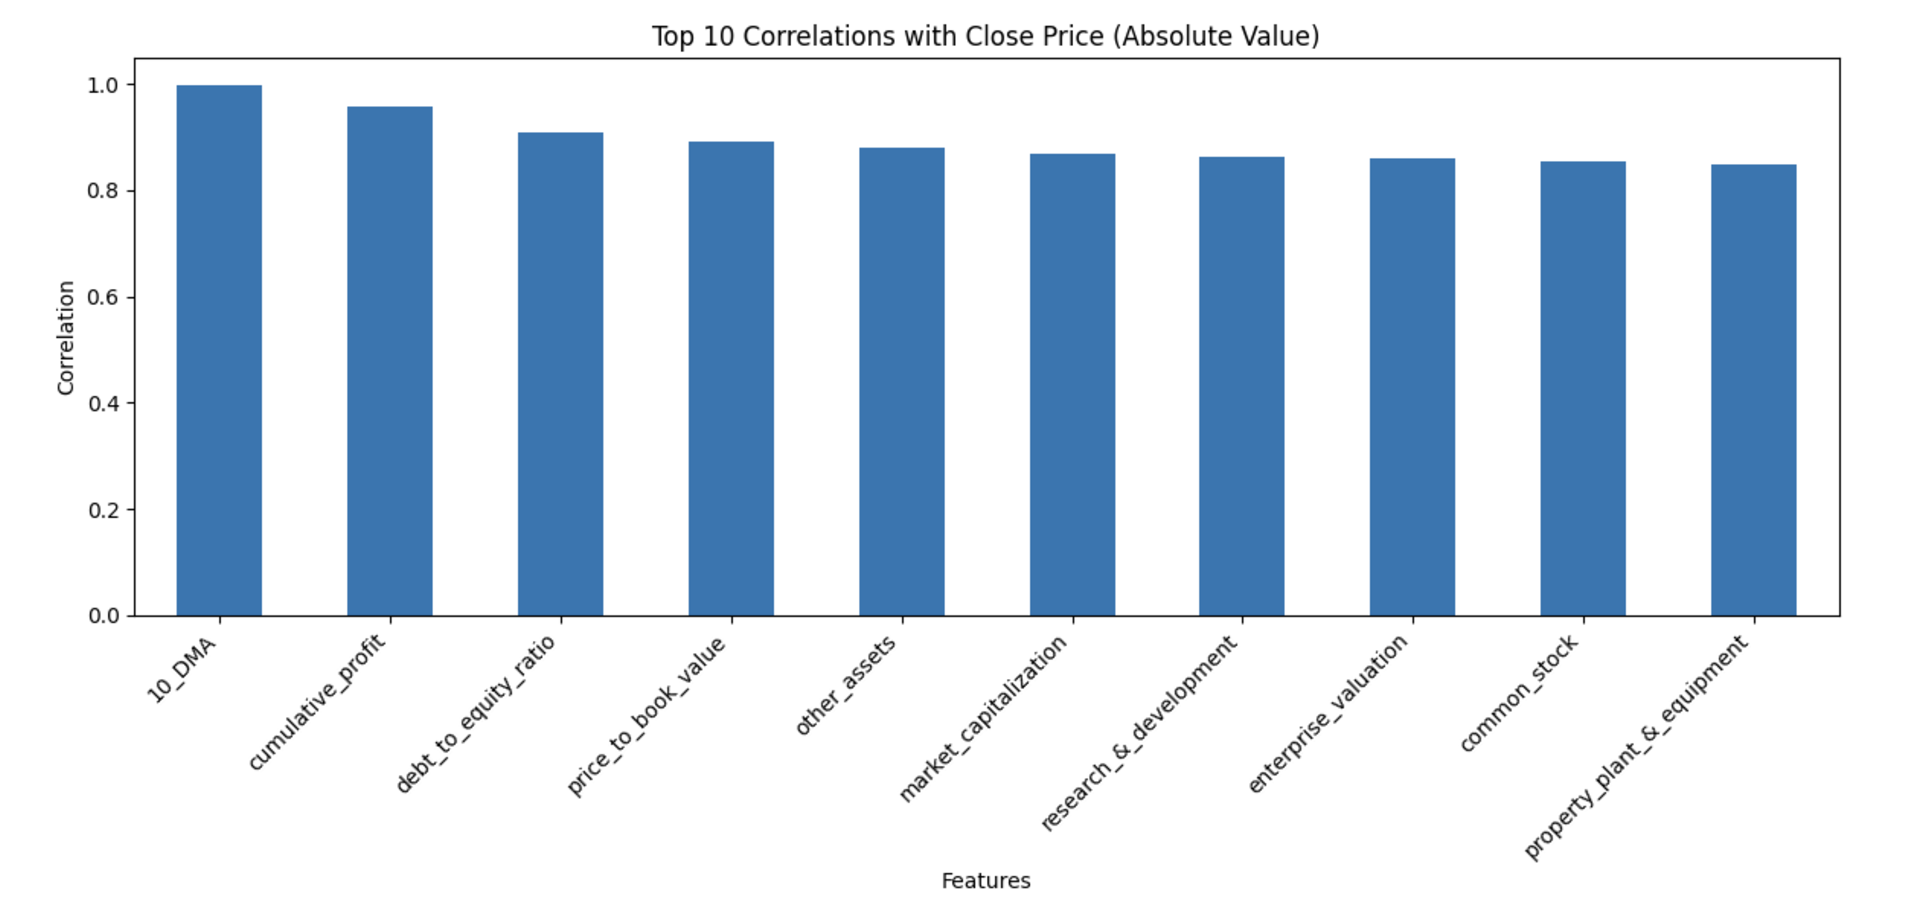 Top 10 Correlations with Close Price (Absolute Value)
Correlation
1.0
0.8
0.6
0.4
0.2
0.0
10_DMA
cumulative_profit
debt_to_equity_ratio
price_to_book_value
other_assets
market_capitalization
research_&_development
enterprise_valuation
common_stock
property_plant_&_equipment
Features